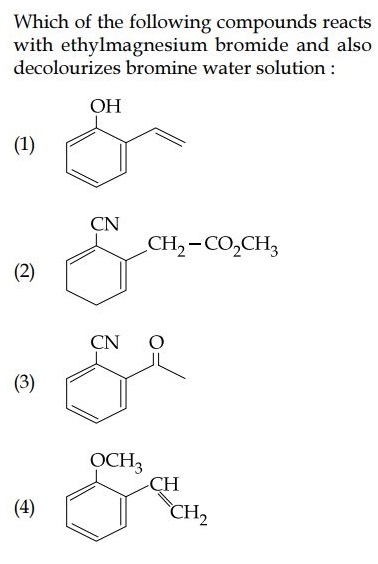 Which of the following compounds reacts
with ethylmagnesium bromide and also
decolourizes bromine water solution :
OH
(1)
CN
CH₂-CO₂CH₃
(2)
CN O
(3)
OCH₃
CH
(4)
CH₂